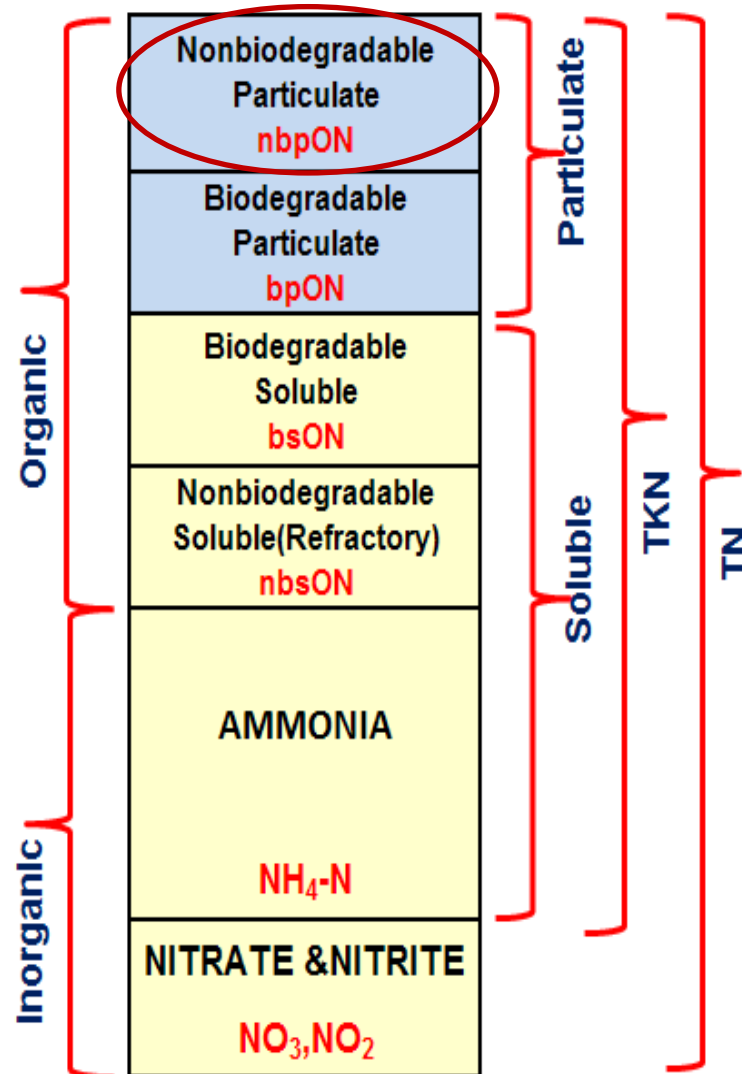 Nonbiodegradable
Particulate
nbpON
Biodegradable
Particulate
bpON
Biodegradable
Soluble
bsON
Nonbiodegradable
Soluble(Refractory)
nbsON
AMMONIA
NH₄-N
NITRATE &NITRITE
NO₃,NO₂
Organic
Inorganic
Particulate
Soluble
TKN
TN